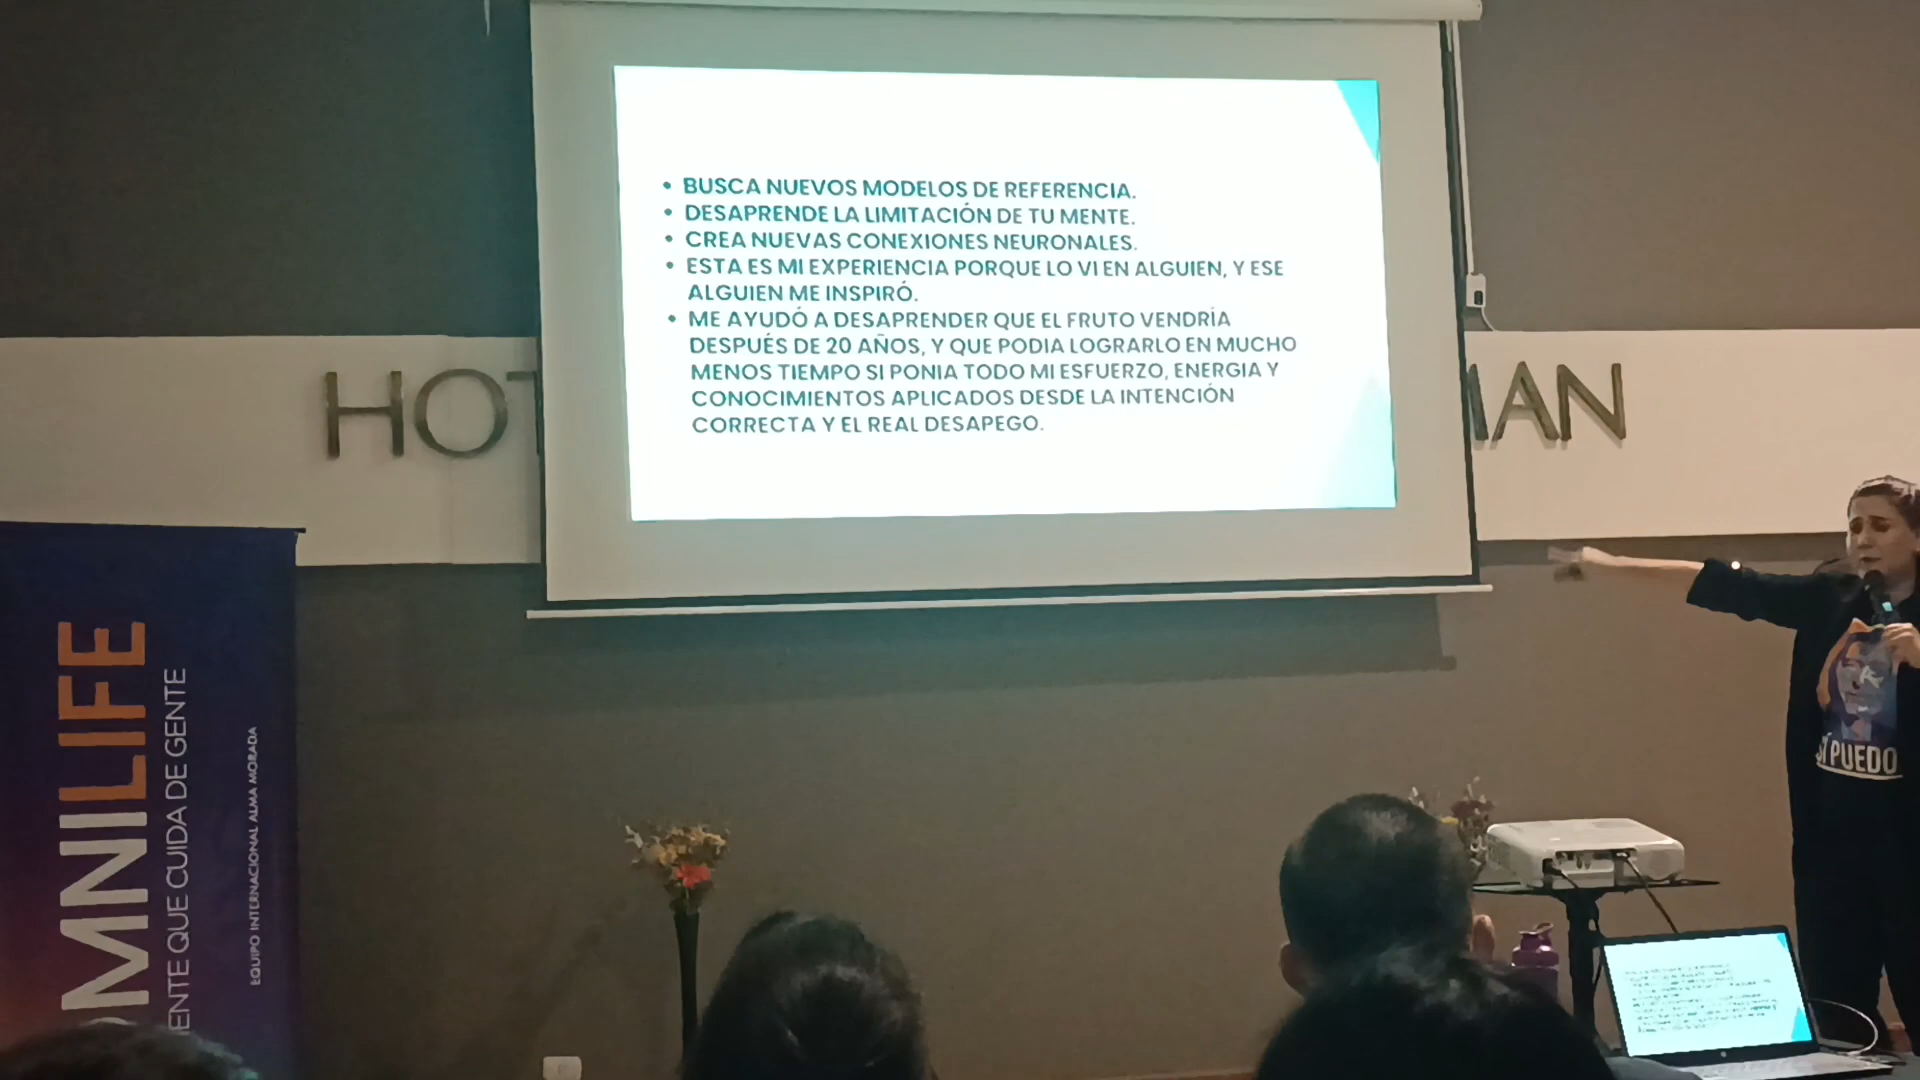 BUSCA NUEVOS MODELOS DE REFERENCIA.
DESAPRENDE LA LIMITACIÓN DE TU MENTE.
CREA NUEVAS CONEXIONES NEURONALES.
ESTA ES MI EXPERIENCIA PORQUE LO VI EN ALGUIEN, Y ESE
ALGUIEN ME INSPIRÓ.
ME AYUDÓ A DESAPRENDER QUE EL FRUTO VENDRÍA
DESPUÉS DE 20 AÑOS, Y QUE PODIA LOGRARLO EN MUCHO
MENOS TIEMPO SI PONIA TODO MI ESFUERZO, ENERGIA Y
CONOCIMIENTOS APLICADOS DESDE LA INTENCIÓN
CORRECTA Y EL REAL DESAPEGO.
HOT
MAN
OMNILIFE
ENTE QUE CUIDA DE GENTE
EQUIPO INTERNACIONAL ALMA MORADA
SÍ PUEDO